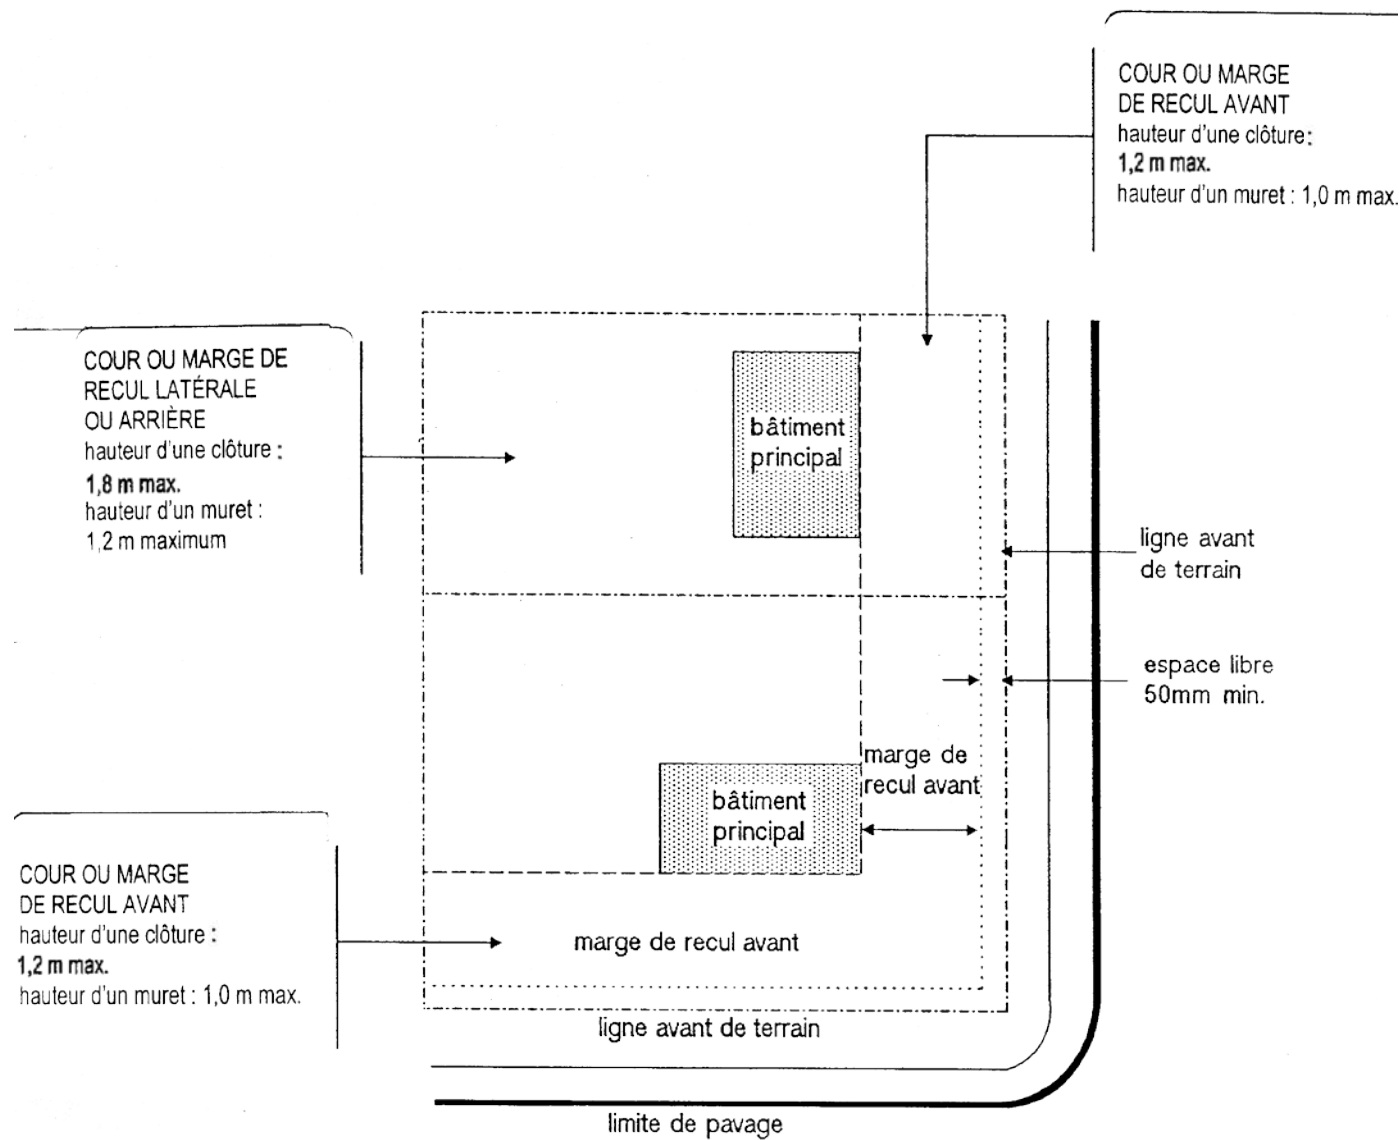 COUR OU MARGE
DE RECUL AVANT
hauteur d'une clôture :
1,2 m max.
hauteur d'un muret : 1,0 m max.
COUR OU MARGE DE
RECUL LATÉRALE
OU ARRIÈRE
hauteur d'une clôture :
1,8 m max.
hauteur d'un muret :
1,2 m maximum
bâtiment
principal
ligne avant
de terrain
espace libre
50mm min.
marge de
recul avant
bâtiment
principal
COUR OU MARGE
DE RECUL AVANT
hauteur d'une clôture :
1,2 m max.
hauteur d'un muret : 1,0 m max.
marge de recul avant
ligne avant de terrain
limite de pavage